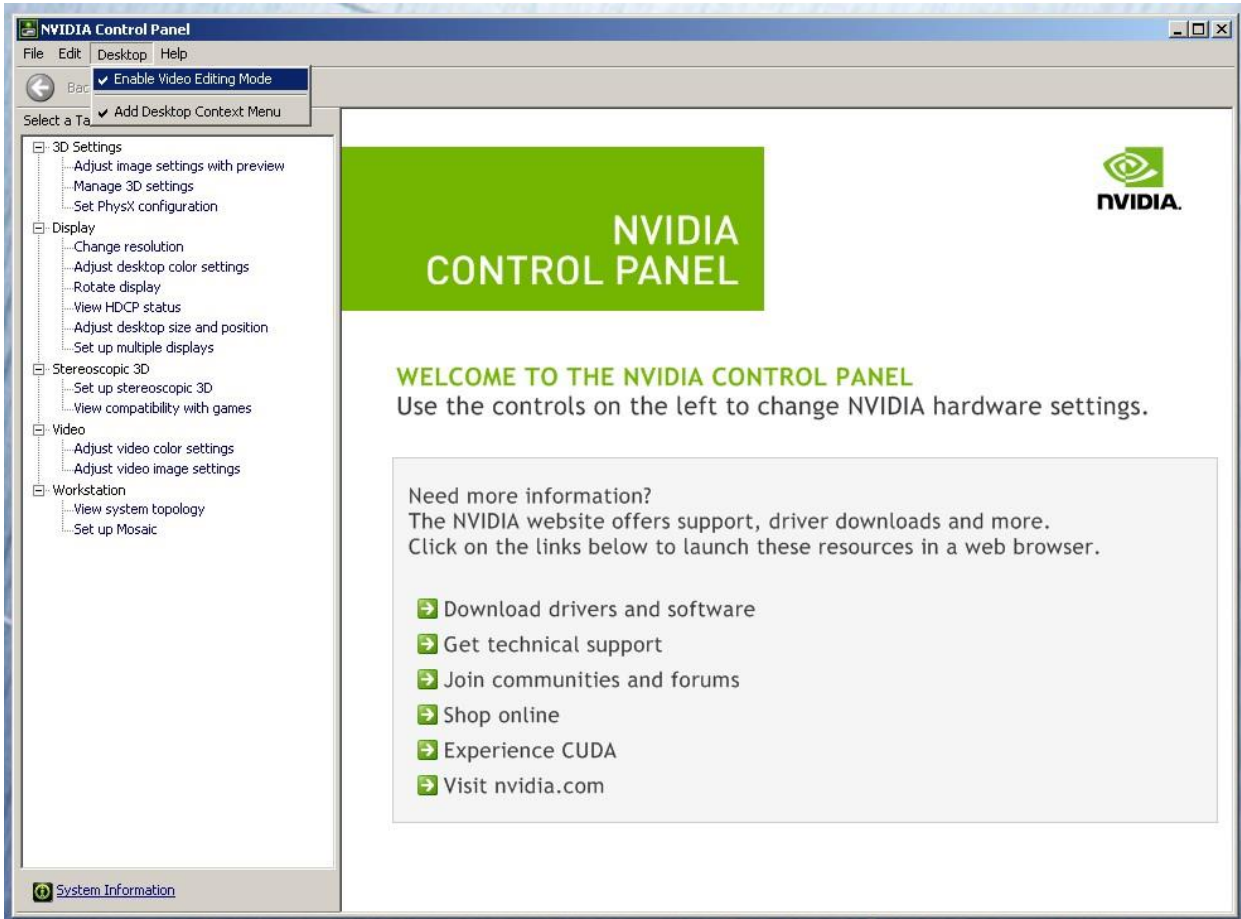 NVIDIA Control Panel
File Edit Desktop Help
Bac
Enable Video Editing Mode
Add Desktop Context Menu
Select a Ta
3D Settings
Adjust image settings with preview
Manage 3D settings
Set PhysX configuration
Display
Change resolution
Adjust desktop color settings
Rotate display
View HDCP status
Adjust desktop size and position
Set up multiple displays
Stereoscopic 3D
Set up stereoscopic 3D
View compatibility with games
Video
Adjust video color settings
Adjust video image settings
Workstation
View system topology
Set up Mosaic
System Information
NVIDIA
CONTROL PANEL
NVIDIA.
WELCOME TO THE NVIDIA CONTROL PANEL
Use the controls on the left to change NVIDIA hardware settings.
Need more information?
The NVIDIA website offers support, driver downloads and more.
Click on the links below to launch these resources in a web browser.
Download drivers and software
Get technical support
Join communities and forums
Shop online
Experience CUDA
Visit nvidia.com